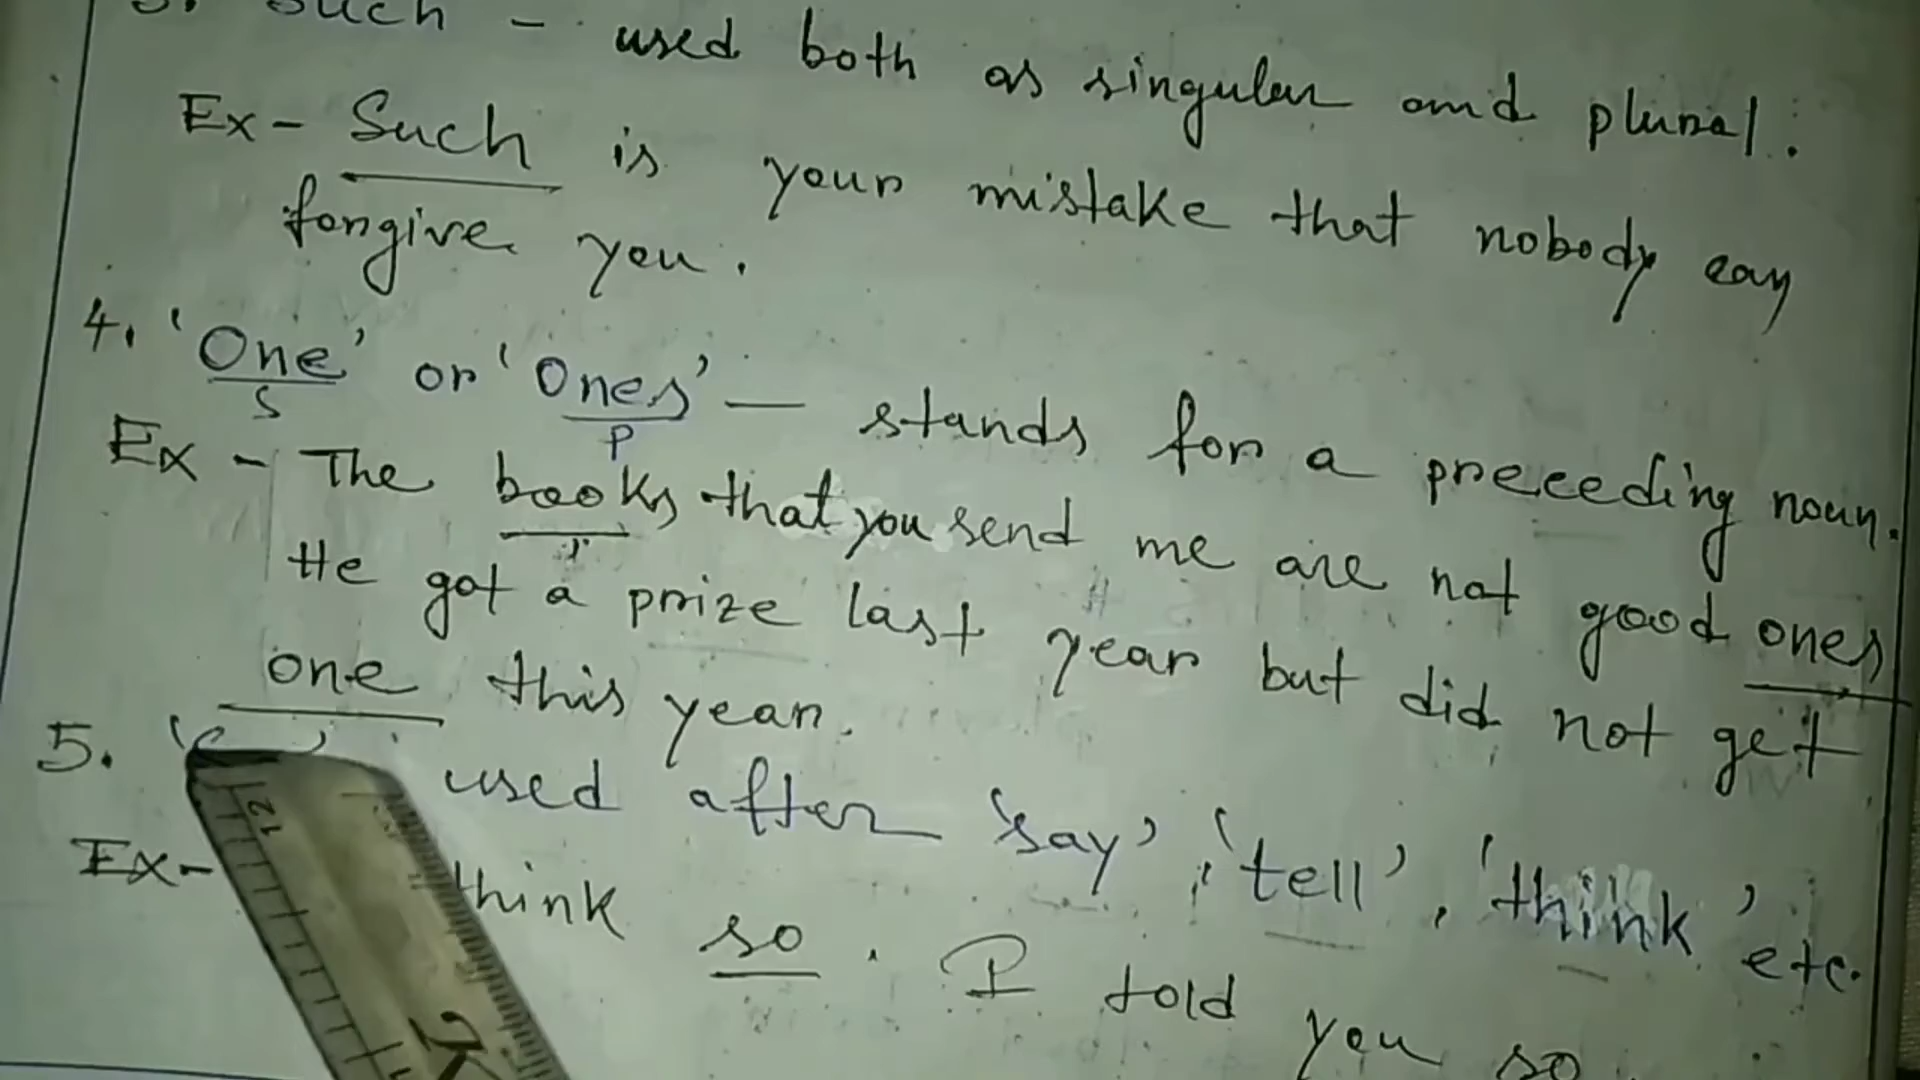 3. Such - used both as singular and plural.
Ex- Such is your mistake that nobody can
forgive you.
4. 'One' or 'Ones' — stands for a preceding noun.
S P
Ex - The books that you send me are not good ones
He got a prize last year but did not get
one this year.
5. used after 'say', 'tell', 'think' etc.
Ex- think so. I told you so.
12